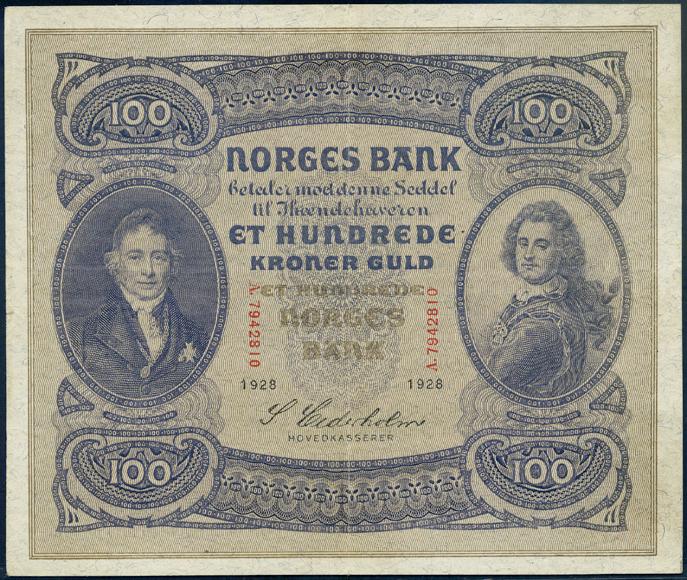 100 100
NORGES BANK
betaler mod denne Seddel
til Ihændehaveren
ET HUNDREDE
KRONER GULD
ET HUNDREDE
NORGES
BANK
A.7942810
A.7942810
1928 1928
S. Cederholm
HOVEDKASSERER
100 100